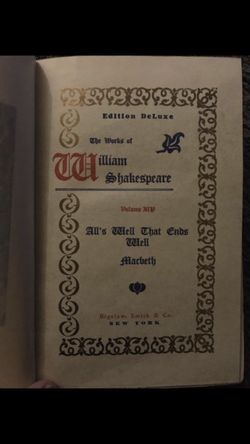 Edition DeLuxe
The Works of
William
Shakespeare
Volume XIV
All's Well That Ends
Well
Macbeth
Bigelow, Smith & Co.
NEW YORK